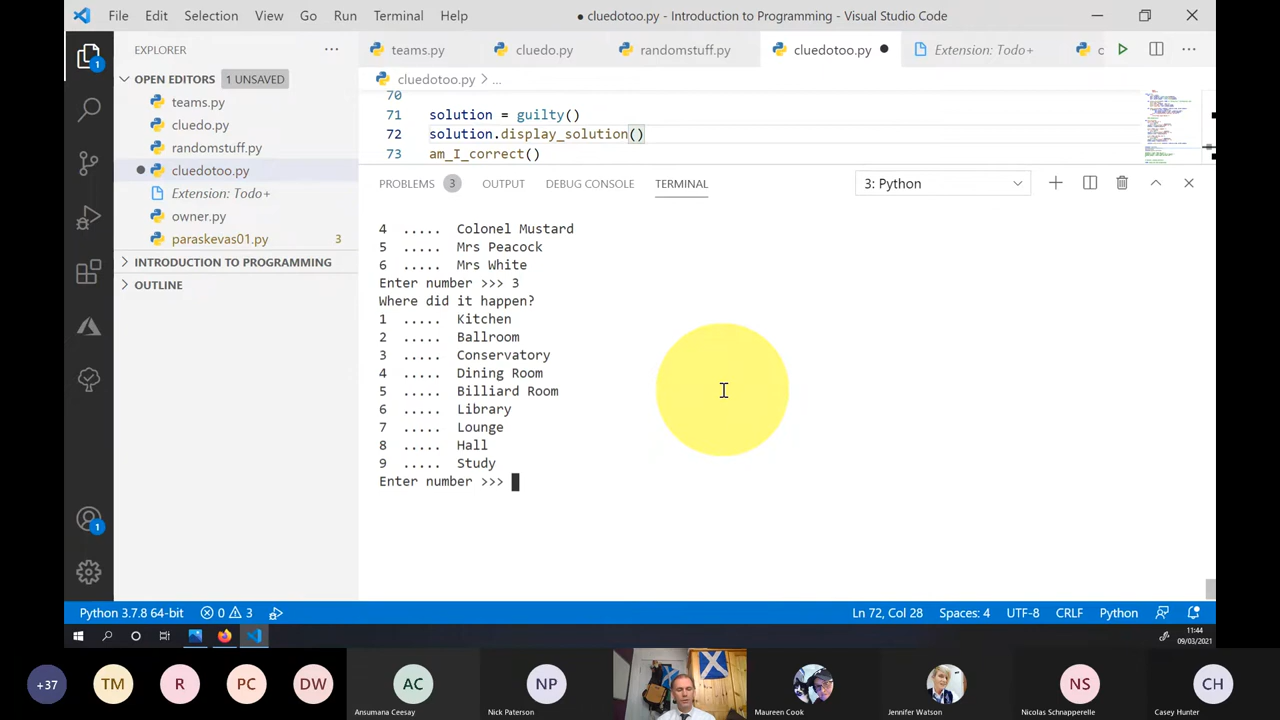 File Edit Selection View Go Run Terminal Help ● cluedotoo.py - Introduction to Programming - Visual Studio Code
EXPLORER ...
teams.py cluedo.py randomstuff.py cluedotoo.py Extension: Todo+ c
OPEN EDITORS 1 UNSAVED
teams.py
cluedo.py
randomstuff.py
cluedotoo.py
Extension: Todo+
owner.py
paraskevas01.py 3
INTRODUCTION TO PROGRAMMING
OUTLINE
1
1
cluedotoo.py > ...
70
71 solution = guilty()
72 solution.display_solution()
73
PROBLEMS 3 OUTPUT DEBUG CONSOLE TERMINAL 3: Python
4 ..... Colonel Mustard
5 ..... Mrs Peacock
6 ..... Mrs White
Enter number >>> 3
Where did it happen?
1 ..... Kitchen
2 ..... Ballroom
3 ..... Conservatory
4 ..... Dining Room
5 ..... Billiard Room
6 ..... Library
7 ..... Lounge
8 ..... Hall
9 ..... Study
Enter number >>>
Python 3.7.8 64-bit 0 3 Ln 72, Col 28 Spaces: 4 UTF-8 CRLF Python
11:44
09/03/2021
+37 TM R PC DW AC NP NS CH
Ansumana Ceesay Nick Paterson Maureen Cook Jennifer Watson Nicolas Schnapperelle Casey Hunter